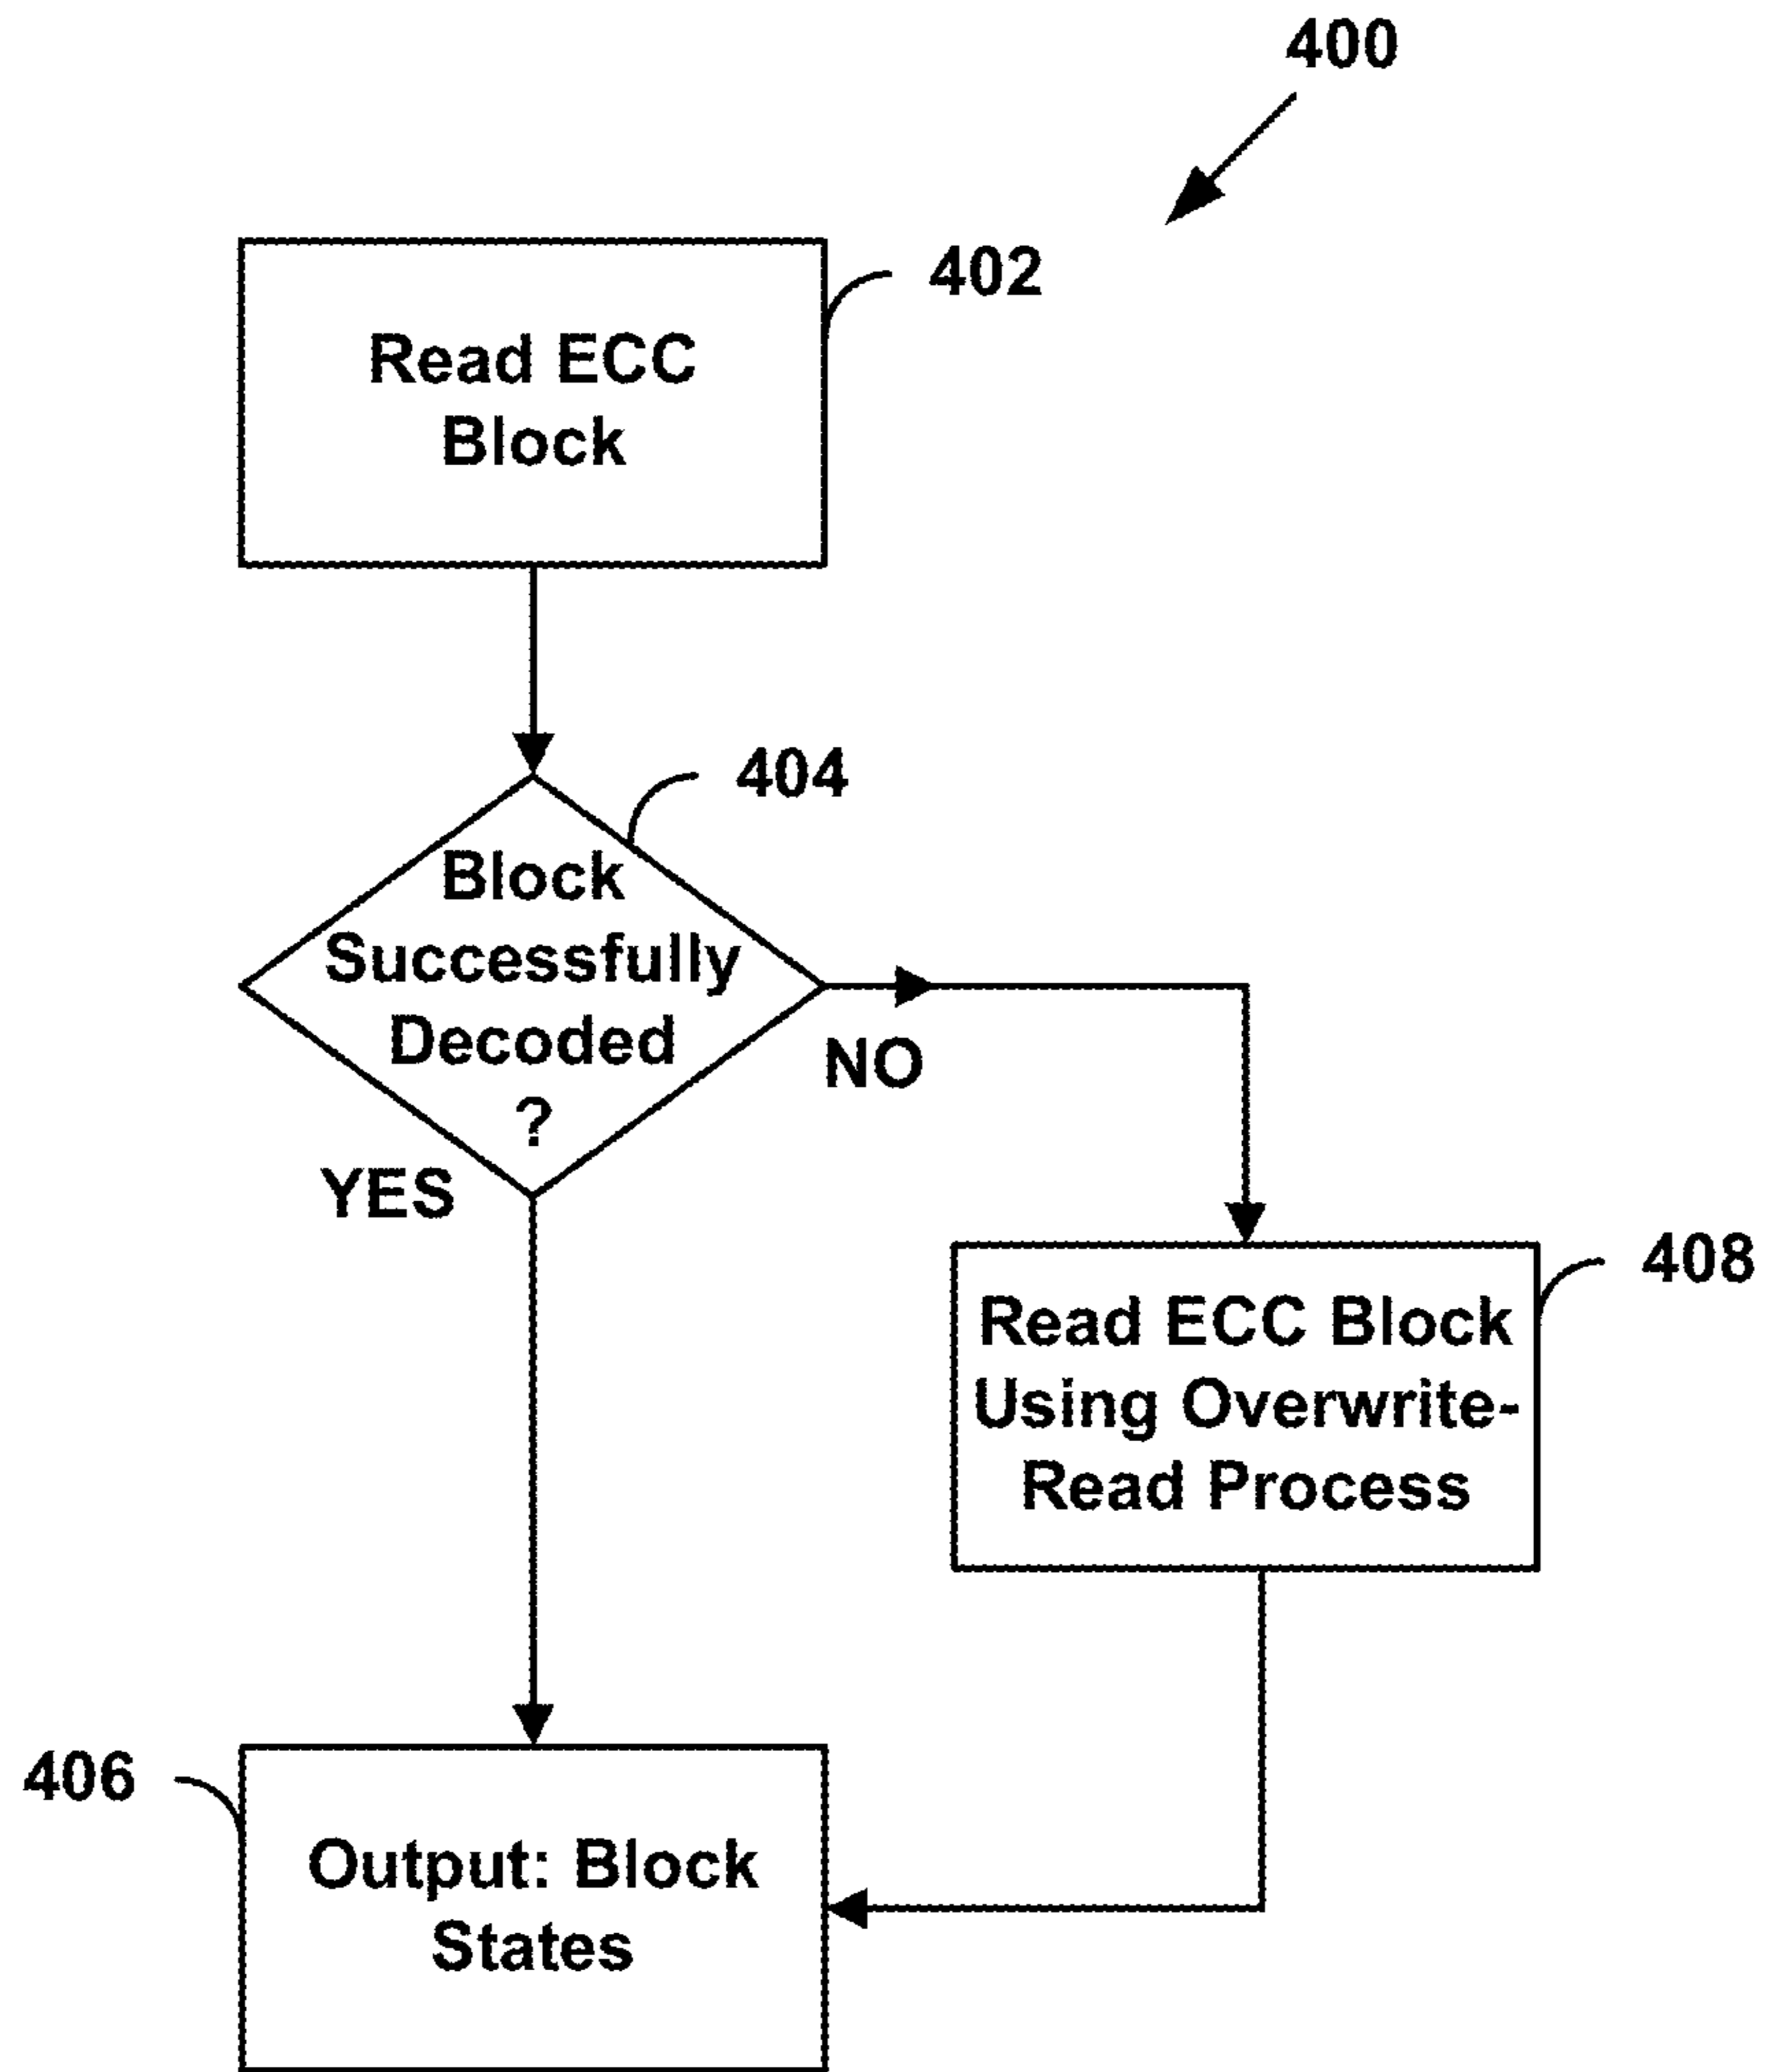 400
402
Read ECC
Block
404
Block
Successfully
Decoded
?
NO
YES
408
Read ECC Block
Using Overwrite-
Read Process
406
Output: Block
States